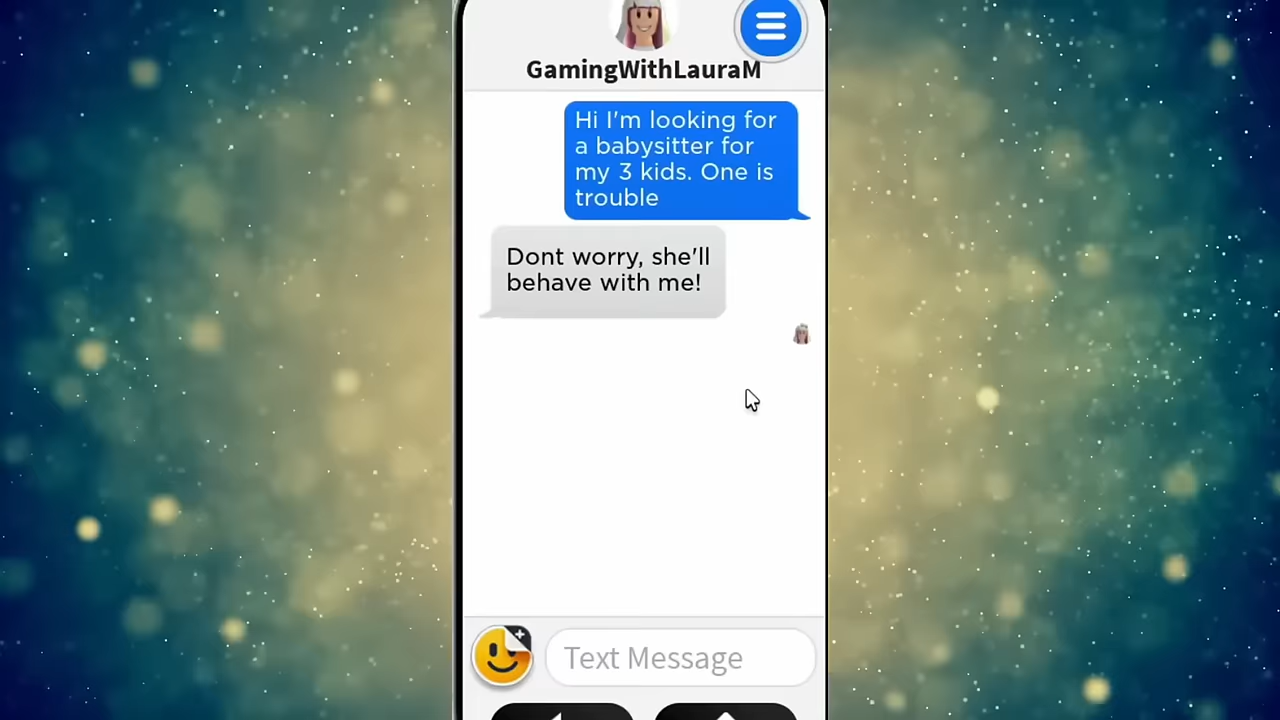 GamingWithLauraM
Hi I'm looking for
a babysitter for
my 3 kids. One is
trouble
Dont worry, she'll
behave with me!
Text Message